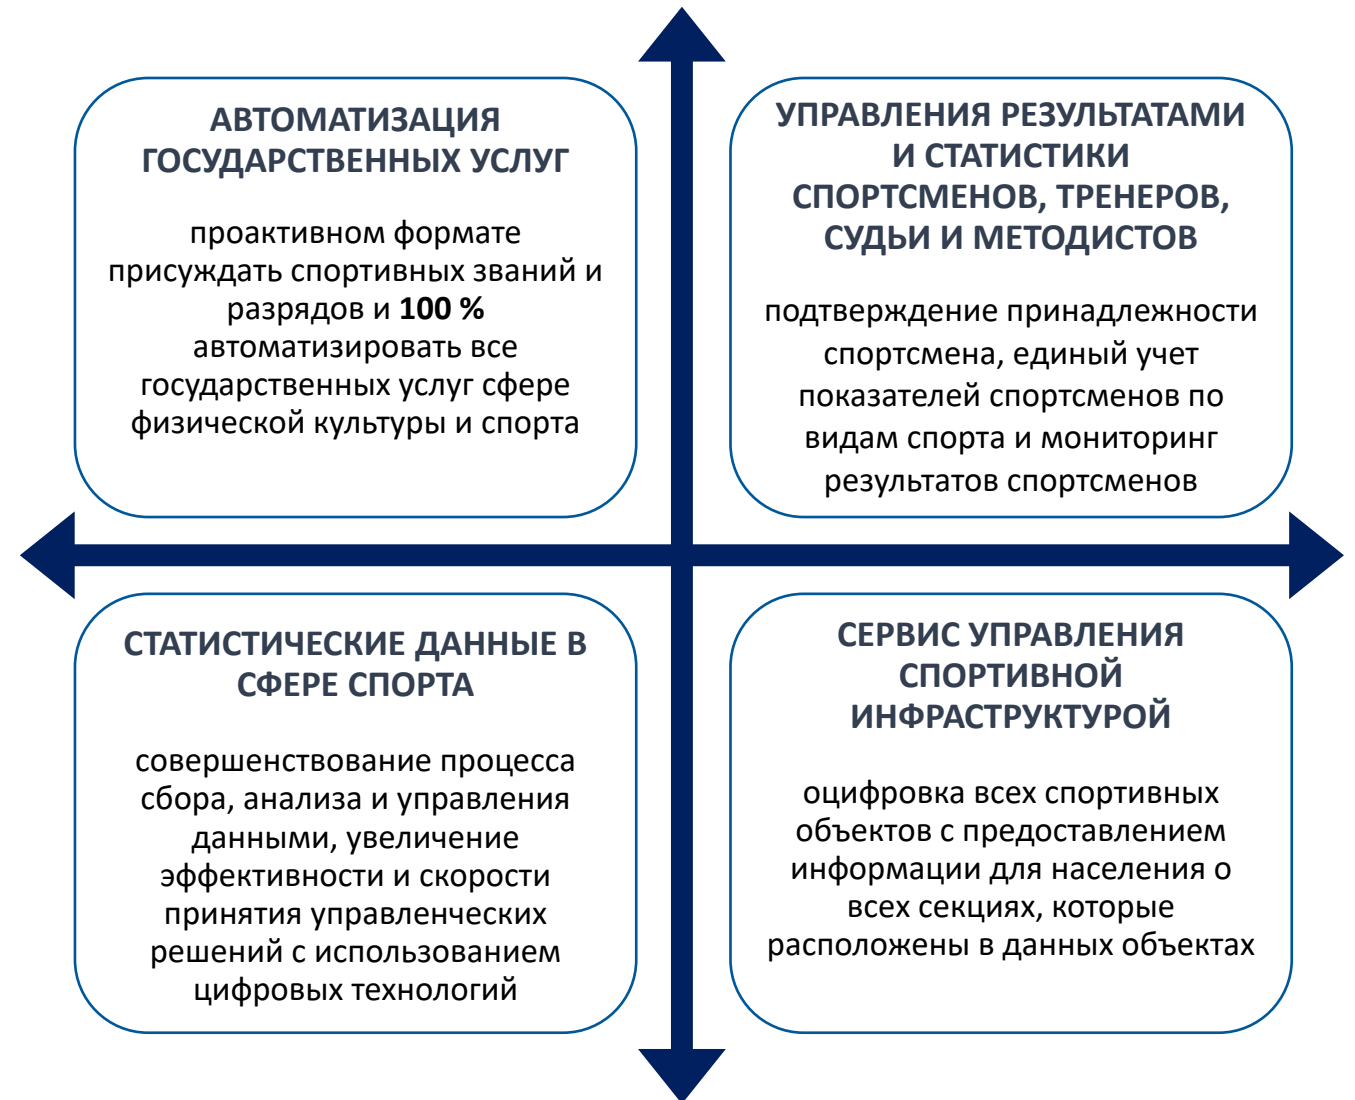 АВТОМАТИЗАЦИЯ
ГОСУДАРСТВЕННЫХ УСЛУГ
проактивном формате
присуждать спортивных званий и
разрядов и 100 %
автоматизировать все
государственных услуг сфере
физической культуры и спорта
УПРАВЛЕНИЯ РЕЗУЛЬТАТАМИ
И СТАТИСТИКИ
СПОРТСМЕНОВ, ТРЕНЕРОВ,
СУДЬИ И МЕТОДИСТОВ
подтверждение принадлежности
спортсмена, единый учет
показателей спортсменов по
видам спорта и мониторинг
результатов спортсменов
СТАТИСТИЧЕСКИЕ ДАННЫЕ В
СФЕРЕ СПОРТА
совершенствование процесса
сбора, анализа и управления
данными, увеличение
эффективности и скорости
принятия управленческих
решений с использованием
цифровых технологий
СЕРВИС УПРАВЛЕНИЯ
СПОРТИВНОЙ
ИНФРАСТРУКТУРОЙ
оцифровка всех спортивных
объектов с предоставлением
информации для населения о
всех секциях, которые
расположены в данных объектах